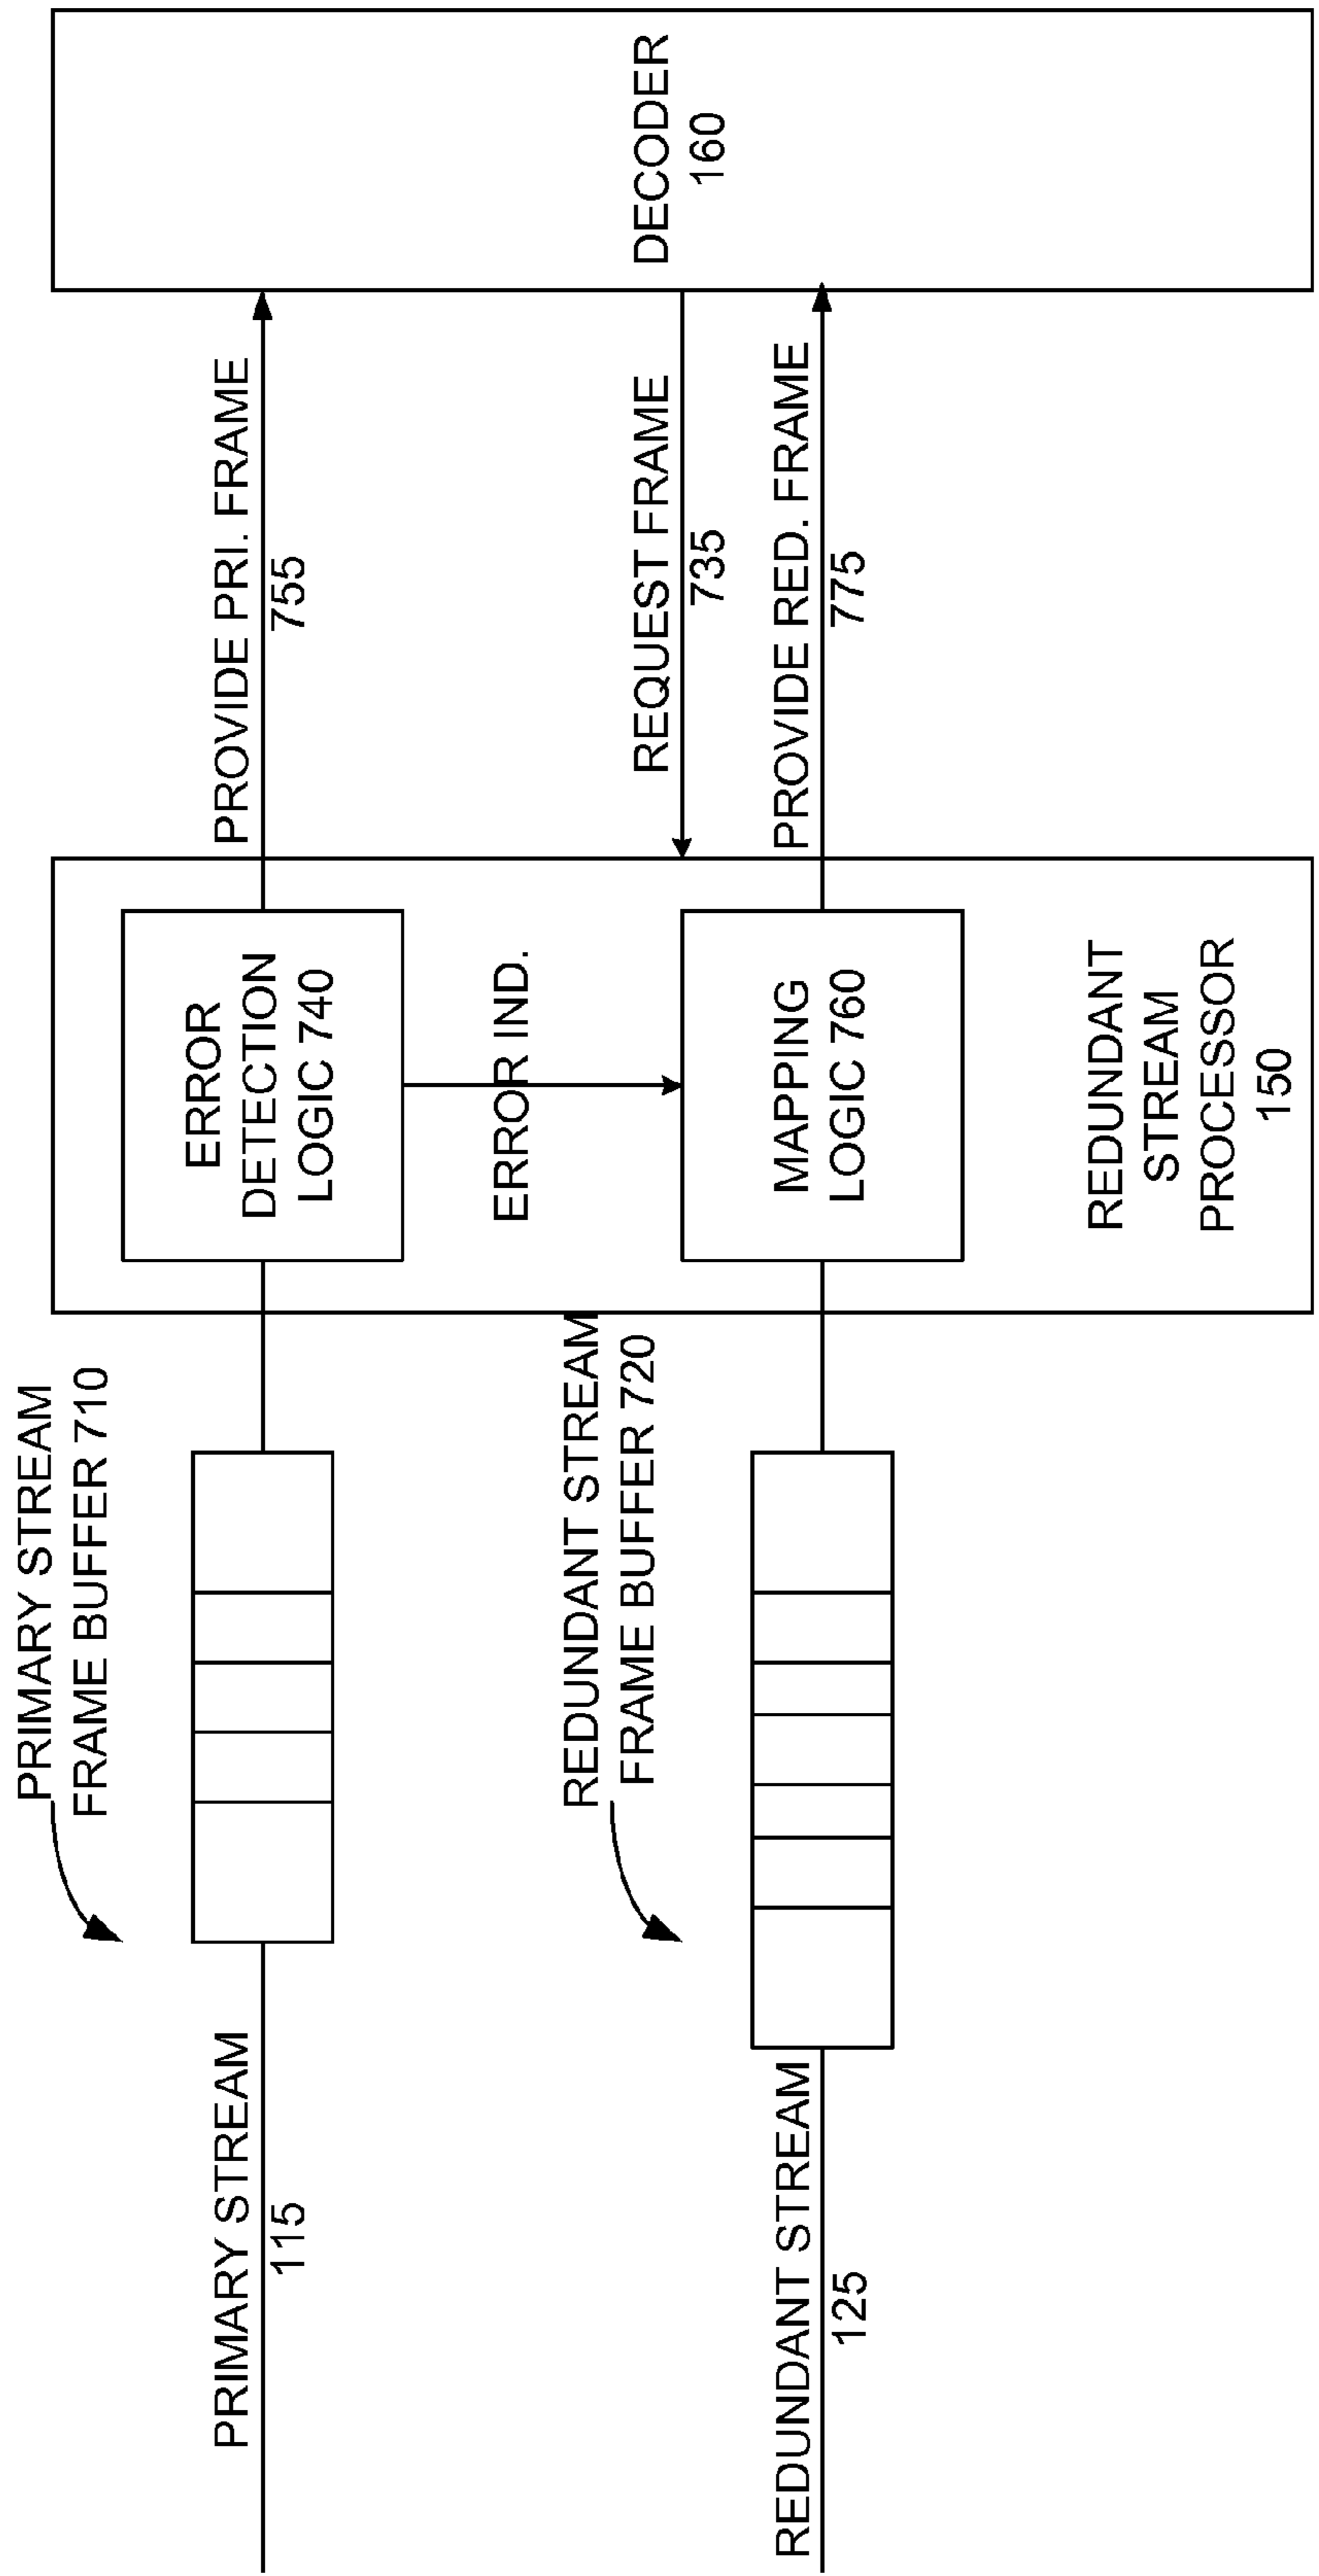 PRIMARY STREAM
FRAME BUFFER 710
PRIMARY STREAM
115
ERROR
DETECTION
LOGIC 740
PROVIDE PRI. FRAME
755
ERROR IND.
REDUNDANT STREAM
FRAME BUFFER 720
REQUEST FRAME
735
DECODER
160
REDUNDANT STREAM
125
MAPPING
LOGIC 760
PROVIDE RED. FRAME
775
REDUNDANT
STREAM
PROCESSOR
150